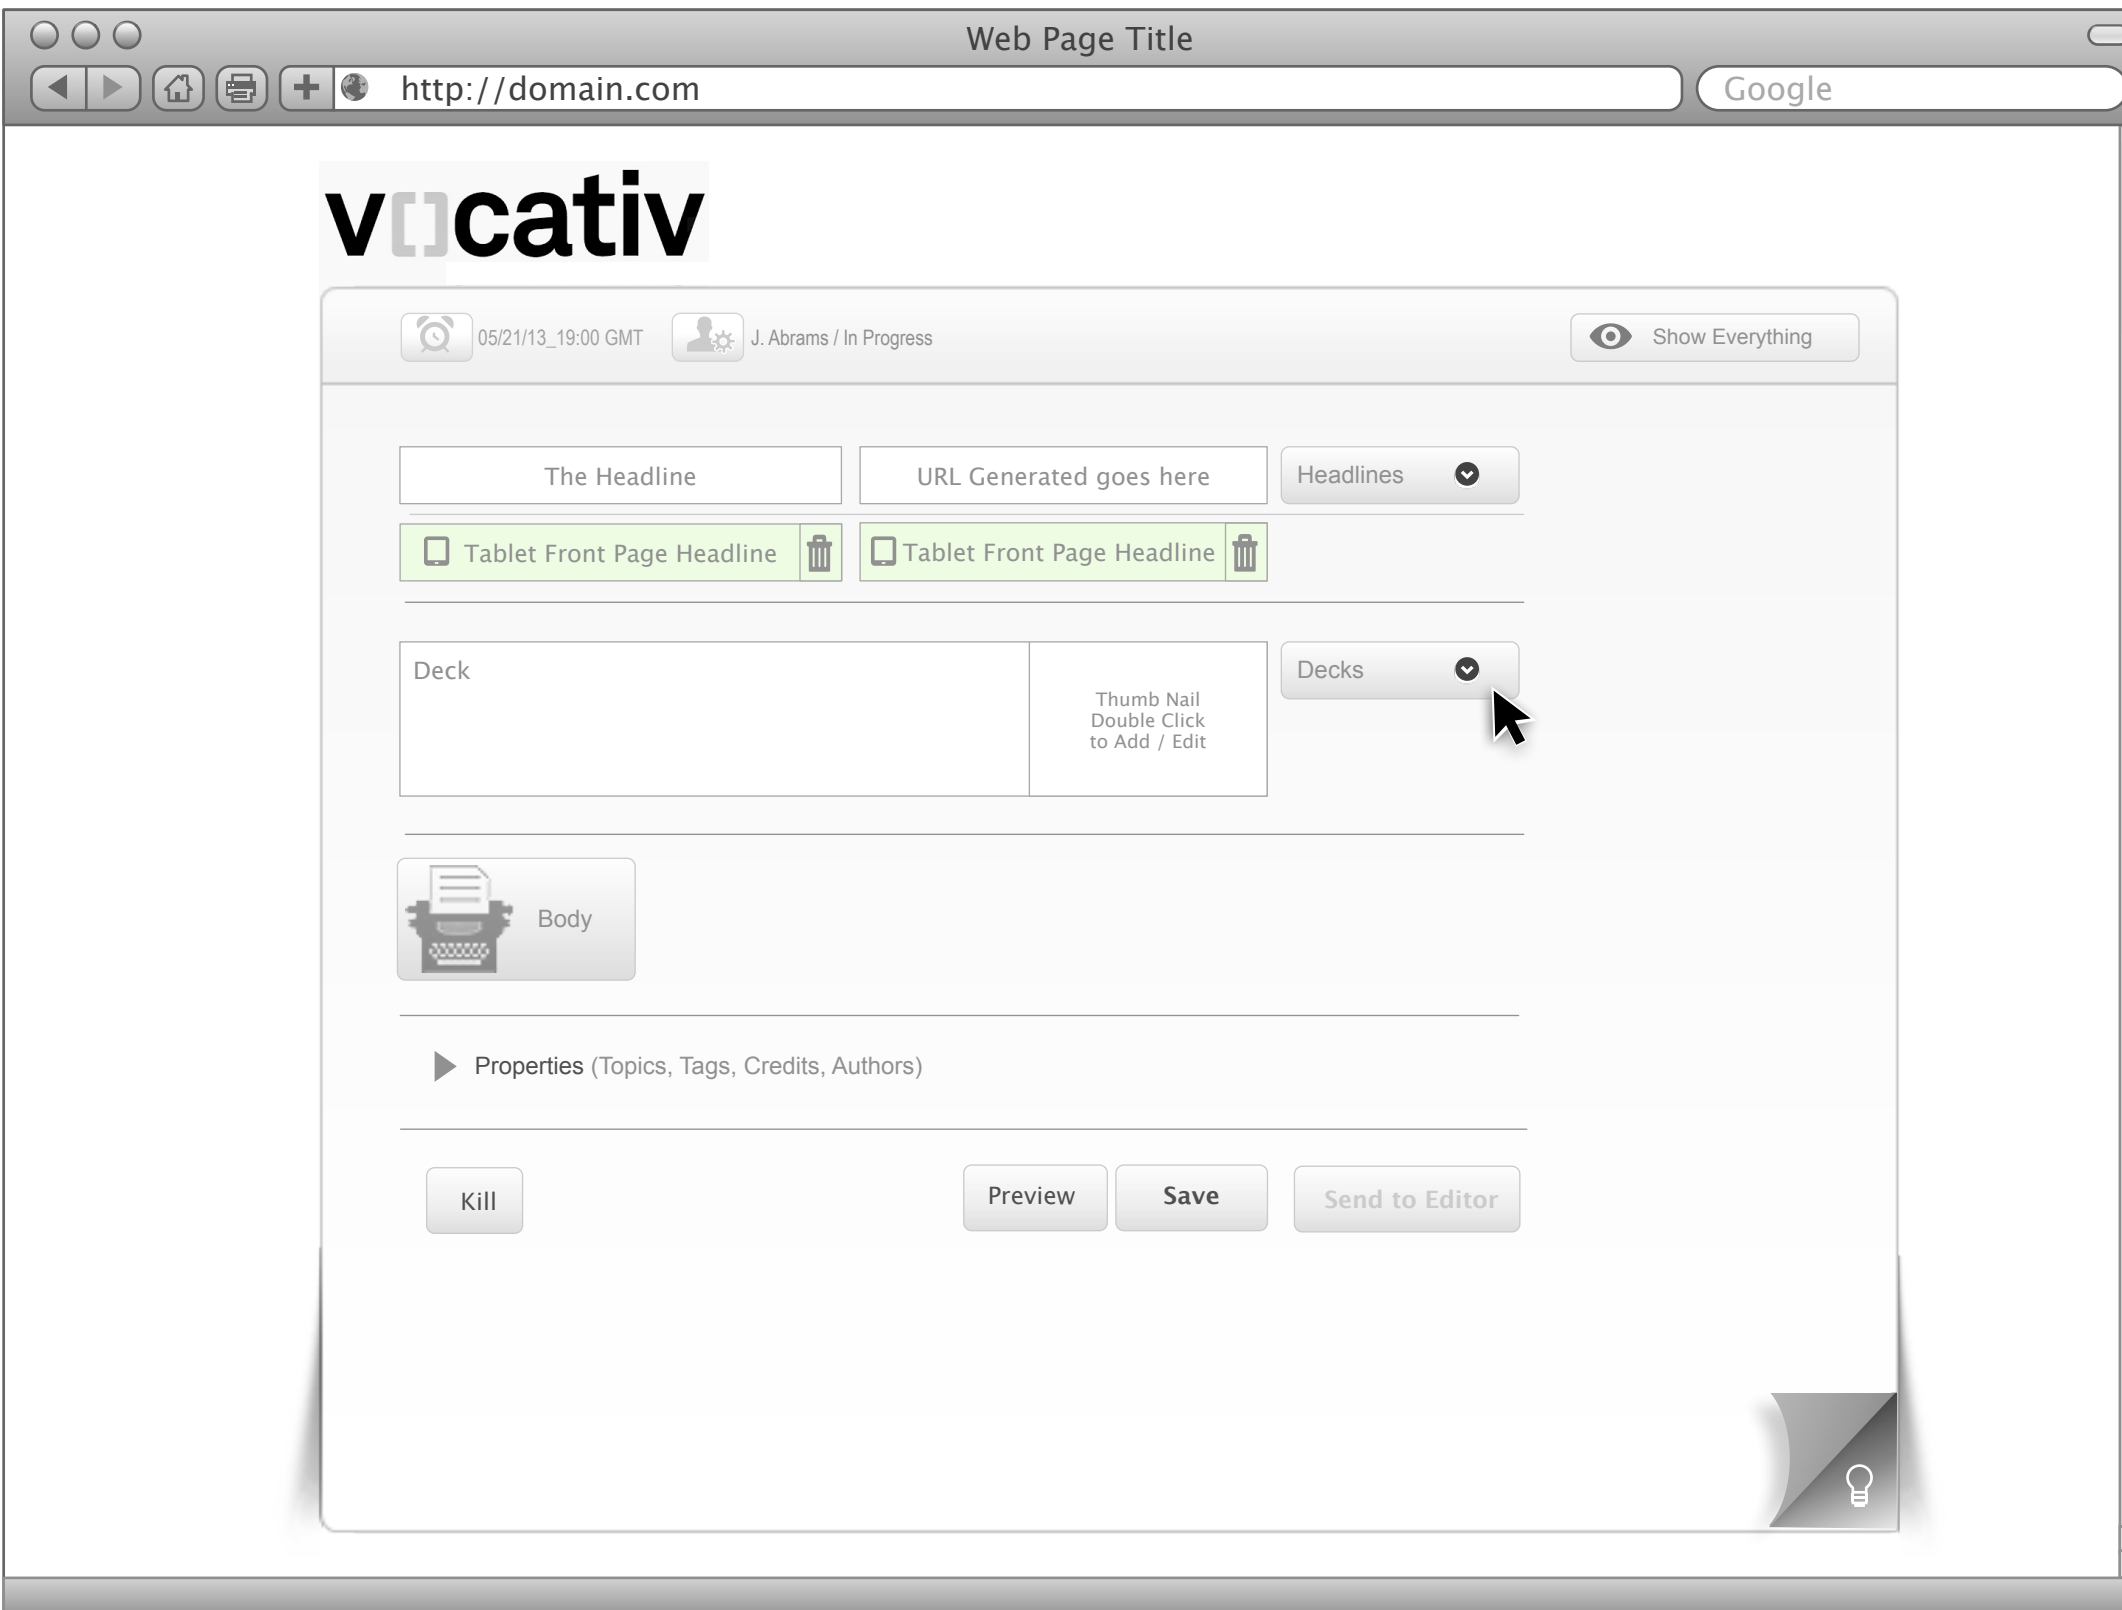 Web Page Title
http://domain.com
Google
v[]cativ
05/21/13_19:00 GMT
J. Abrams / In Progress
Show Everything
The Headline
URL Generated goes here
Headlines
Tablet Front Page Headline
Tablet Front Page Headline
Deck
Thumb Nail
Double Click
to Add / Edit
Decks
Body
Properties (Topics, Tags, Credits, Authors)
Kill
Preview
Save
Send to Editor